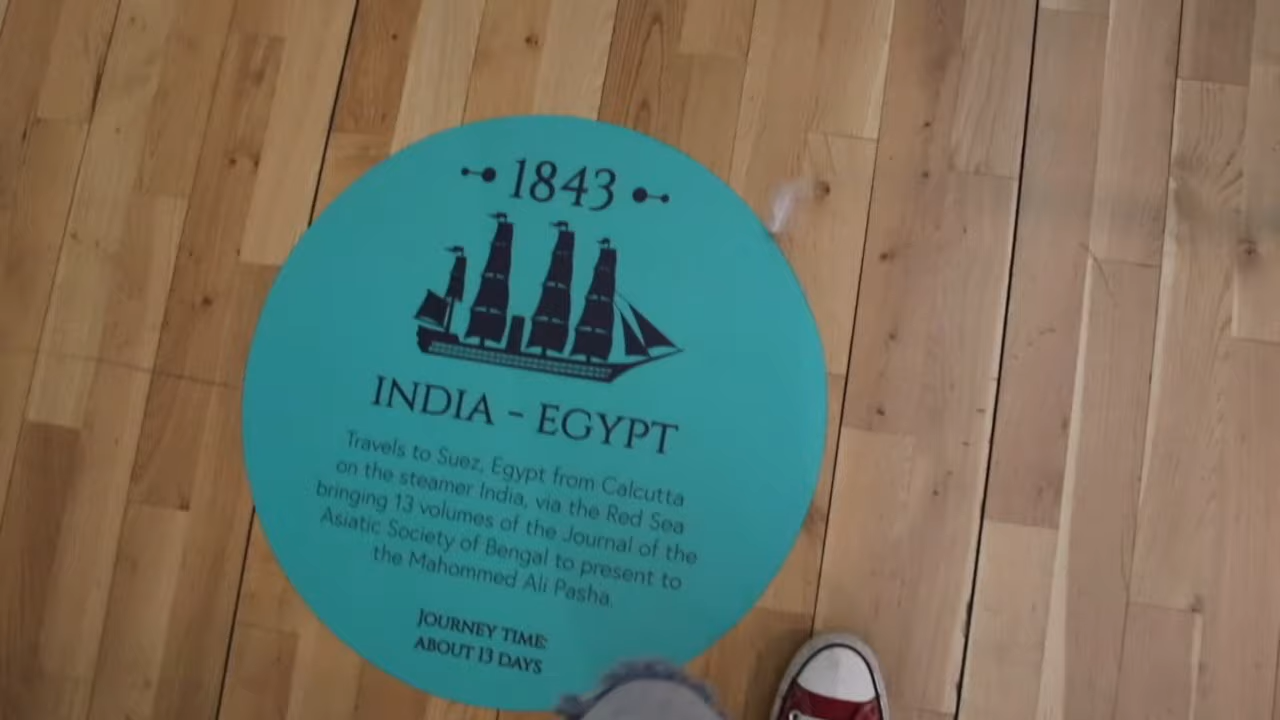 1843
INDIA - EGYPT
Travels to Suez, Egypt from Calcutta
on the steamer India, via the Red Sea
bringing 13 volumes of the Journal of the
Asiatic Society of Bengal to present to
the Mahommed Ali Pasha.
JOURNEY TIME:
ABOUT 13 DAYS